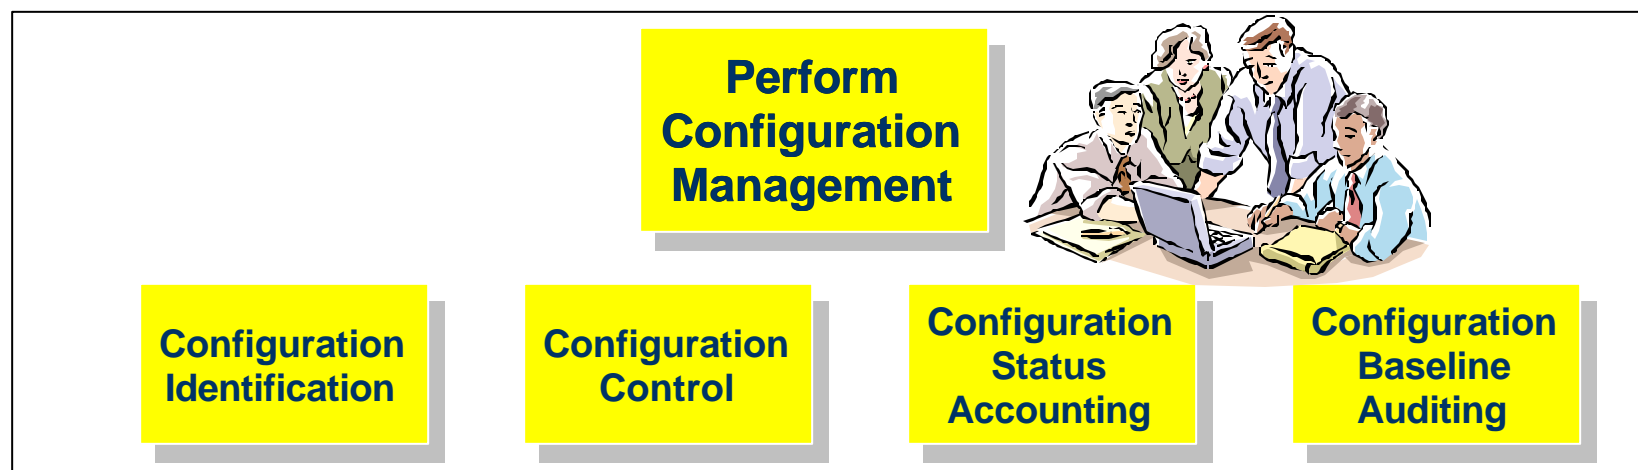 Perform
Configuration
Management
Configuration
Identification
Configuration
Control
Configuration
Status
Accounting
Configuration
Baseline
Auditing